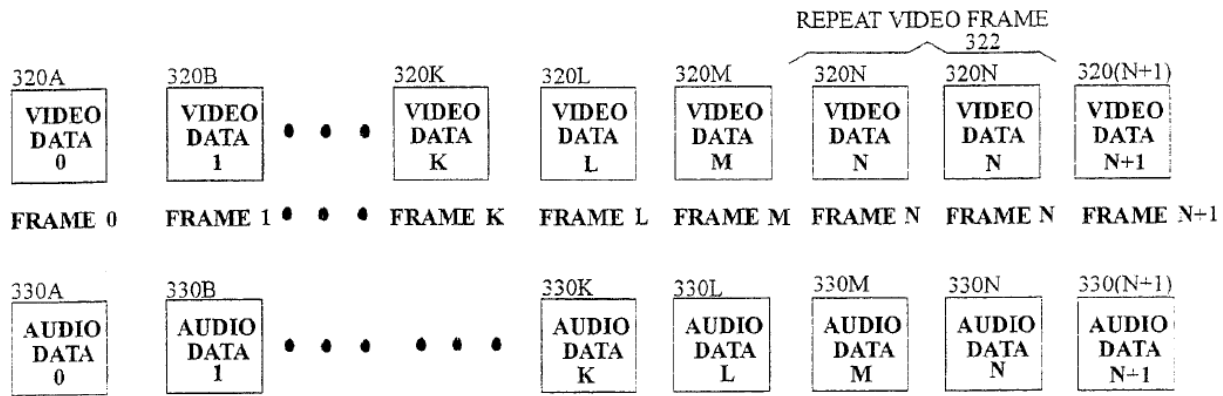 REPEAT VIDEO FRAME
322
320A 320B 320K 320L 320M 320N 320N 320(N+1)
VIDEO VIDEO VIDEO VIDEO VIDEO VIDEO VIDEO VIDEO
DATA DATA • • • DATA DATA DATA DATA DATA DATA
0 1 K L M N N N+1
FRAME 0 FRAME 1 • • • FRAME K FRAME L FRAME M FRAME N FRAME N FRAME N+1
330A 330B 330K 330L 330M 330N 330(N+1)
AUDIO AUDIO AUDIO AUDIO AUDIO AUDIO AUDIO
DATA DATA • • • • • • DATA DATA DATA DATA DATA
0 1 K L M N N+1